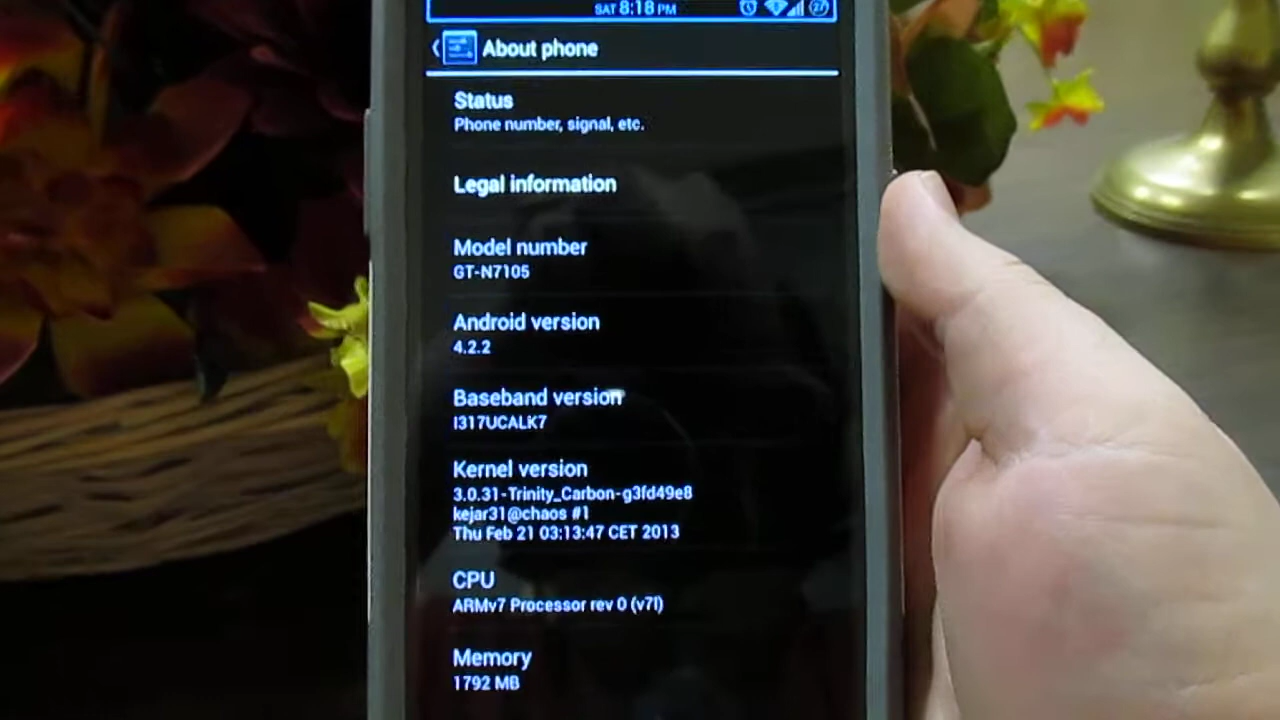 SAT 8:18 PM 27
About phone
Status
Phone number, signal, etc.
Legal information
Model number
GT-N7105
Android version
4.2.2
Baseband version
I317UCALK7
Kernel version
3.0.31-Trinity_Carbon-g3fd49e8
kejar31@chaos #1
Thu Feb 21 03:13:47 CET 2013
CPU
ARMv7 Processor rev 0 (v7l)
Memory
1792 MB